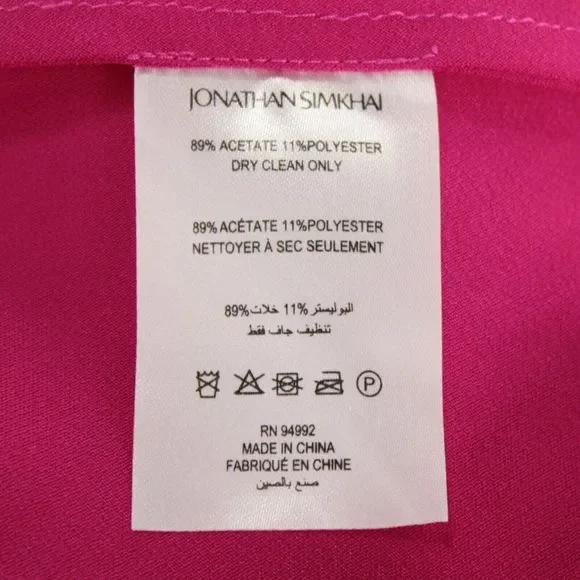 JONATHAN SIMKHAI
89% ACETATE 11%POLYESTER
DRY CLEAN ONLY
89% ACÉTATE 11%POLYESTER
NETTOYER À SEC SEULEMENT
البوليستر 11% خلات 89%
تنظيف جاف فقط
P
RN 94992
MADE IN CHINA
FABRIQUÉ EN CHINE
صنع بالصين